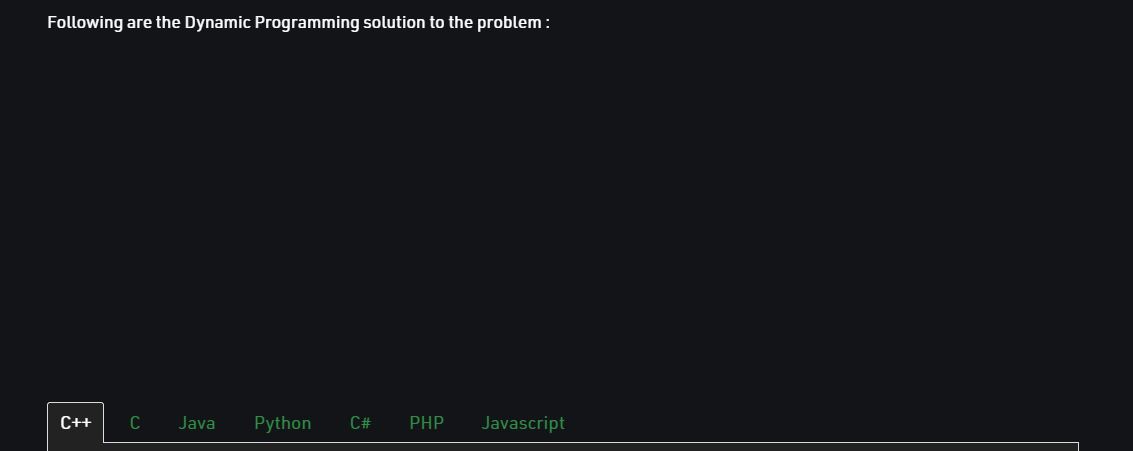 Following are the Dynamic Programming solution to the problem :
C++ C Java Python C# PHP Javascript